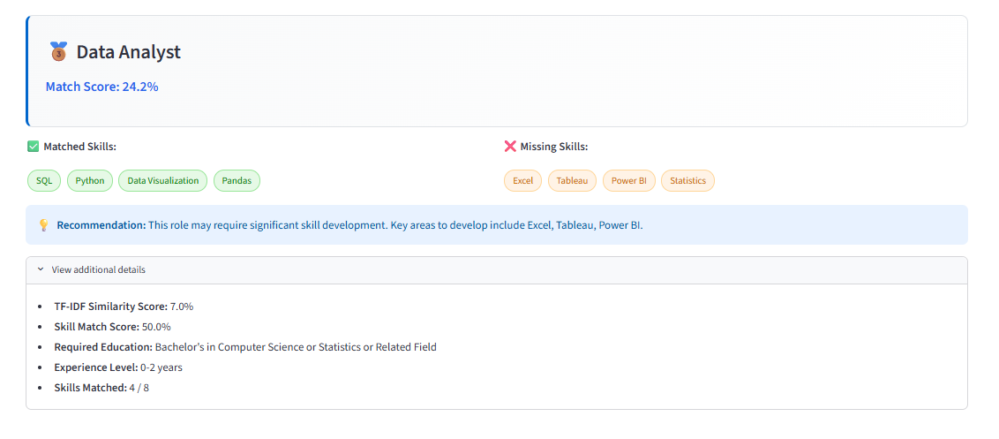 Data Analyst
Match Score: 24.2%
Matched Skills:
Missing Skills:
SQL Python Data Visualization Pandas
Excel Tableau Power BI Statistics
Recommendation: This role may require significant skill development. Key areas to develop include Excel, Tableau, Power BI.
View additional details
• TF-IDF Similarity Score: 7.0%
• Skill Match Score: 50.0%
• Required Education: Bachelor's in Computer Science or Statistics or Related Field
• Experience Level: 0-2 years
• Skills Matched: 4 / 8